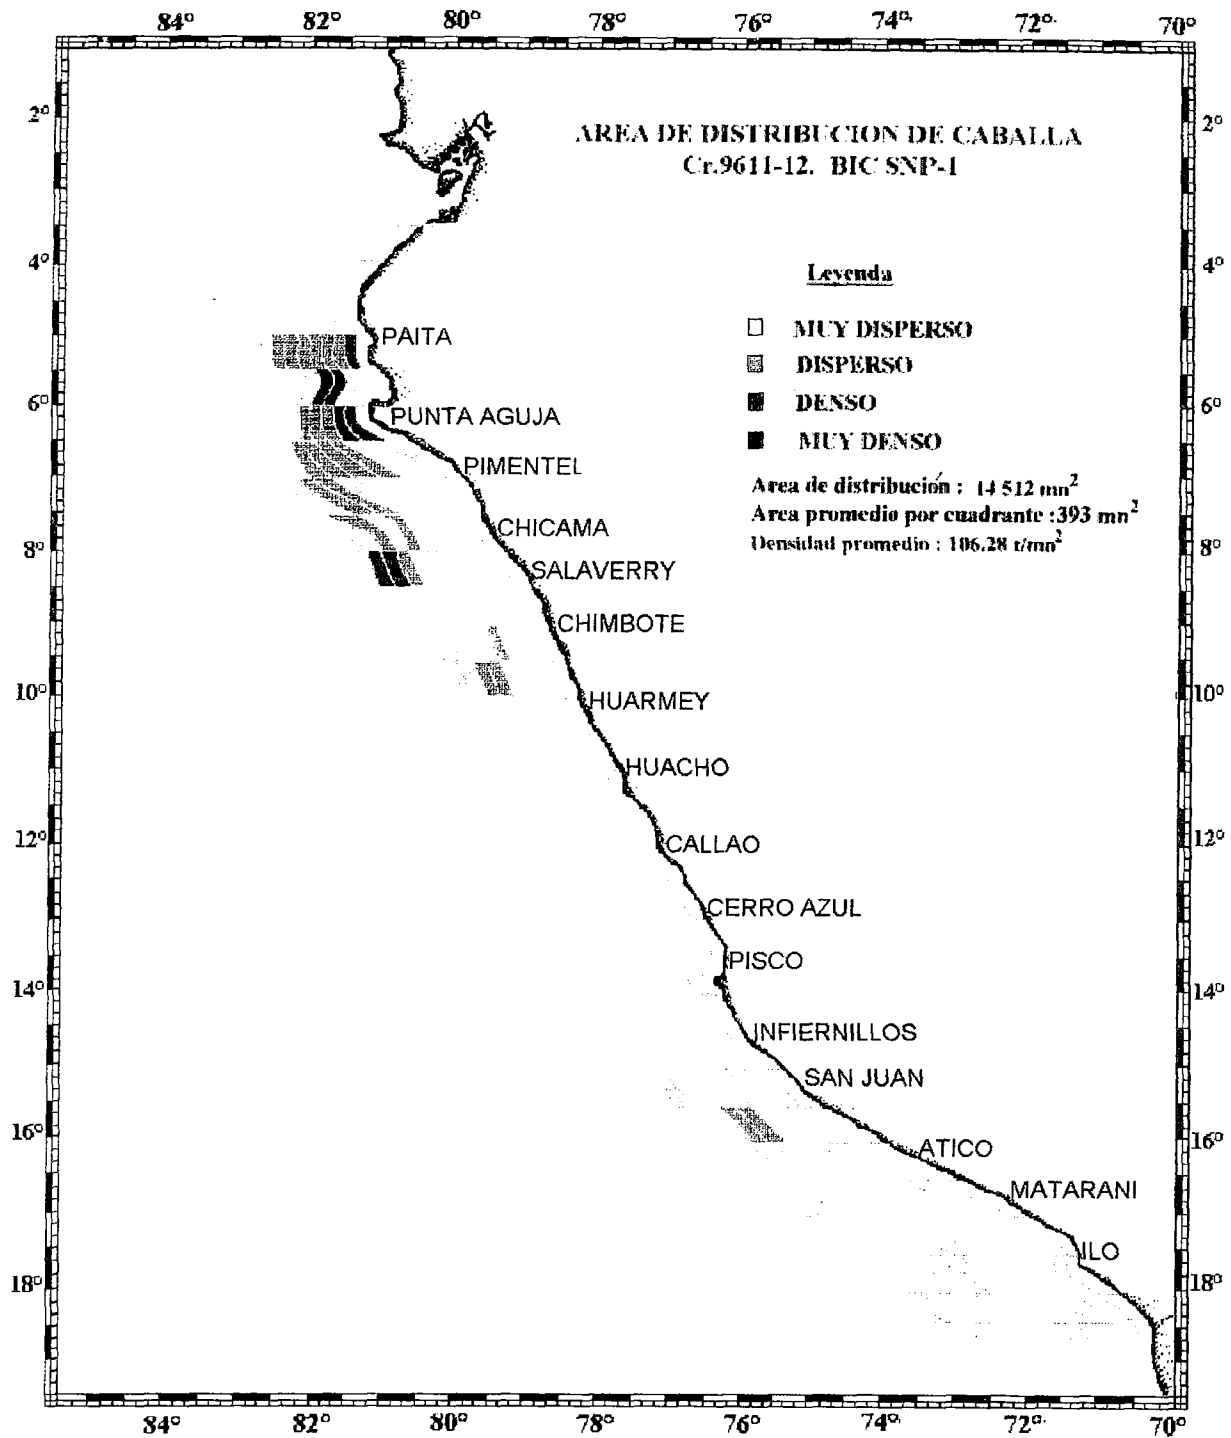 84° 82° 80° 78° 76° 74° 72° 70°
2° 2°
AREA DE DISTRIBUCION DE CABALLA
Cr.9611-12. BIC SNP-1
4° 4°
Leyenda
MUY DISPERSO
PAITA
DISPERSO
6° 6°
DENSO
PUNTA AGUJA
MUY DENSO
PIMENTEL
Area de distribución : 14 512 mn²
Area promedio por cuadrante :393 mn²
CHICAMA
Densidad promedio : 106.28 t/mn²
8° 8°
SALAVERRY
CHIMBOTE
10° 10°
HUARMEY
HUACHO
12° 12°
CALLAO
CERRO AZUL
PISCO
14° 14°
INFIERNILLOS
SAN JUAN
16° 16°
ATICO
MATARANI
ILO
18° 18°
84° 82° 80° 78° 76° 74° 72° 70°